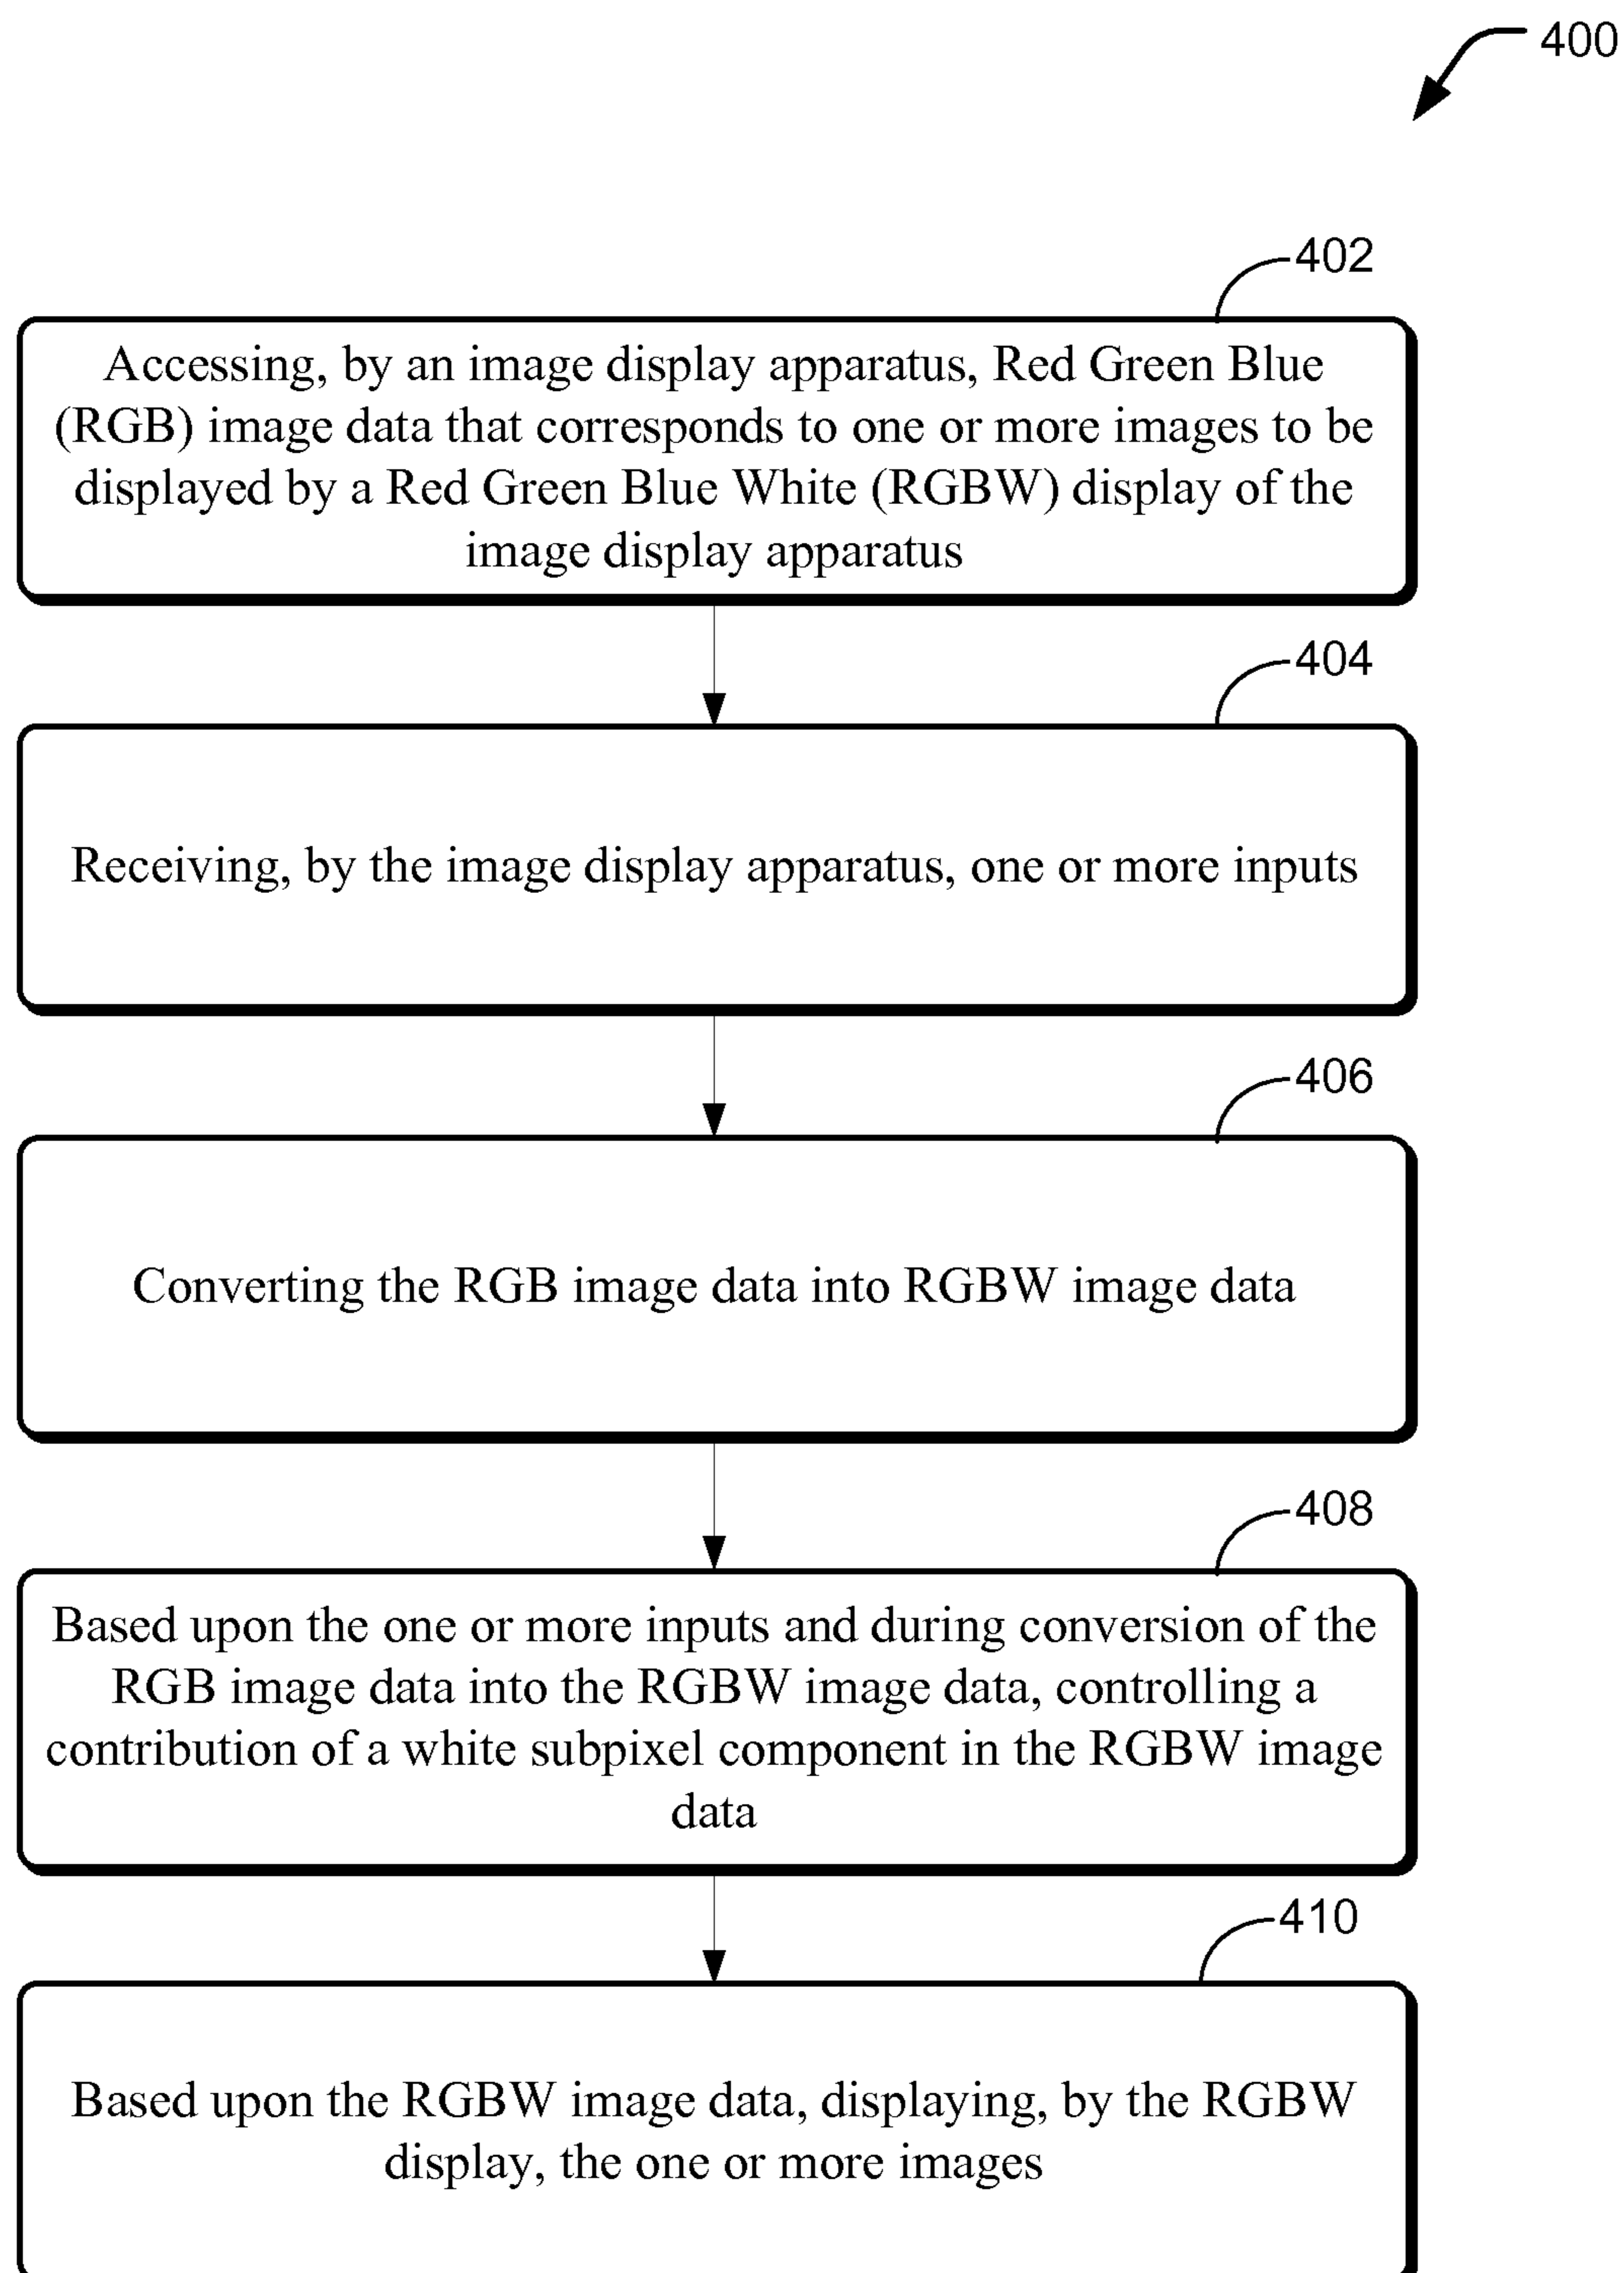 400
402
Accessing, by an image display apparatus, Red Green Blue
(RGB) image data that corresponds to one or more images to be
displayed by a Red Green Blue White (RGBW) display of the
image display apparatus
404
Receiving, by the image display apparatus, one or more inputs
406
Converting the RGB image data into RGBW image data
408
Based upon the one or more inputs and during conversion of the
RGB image data into the RGBW image data, controlling a
contribution of a white subpixel component in the RGBW image
data
410
Based upon the RGBW image data, displaying, by the RGBW
display, the one or more images